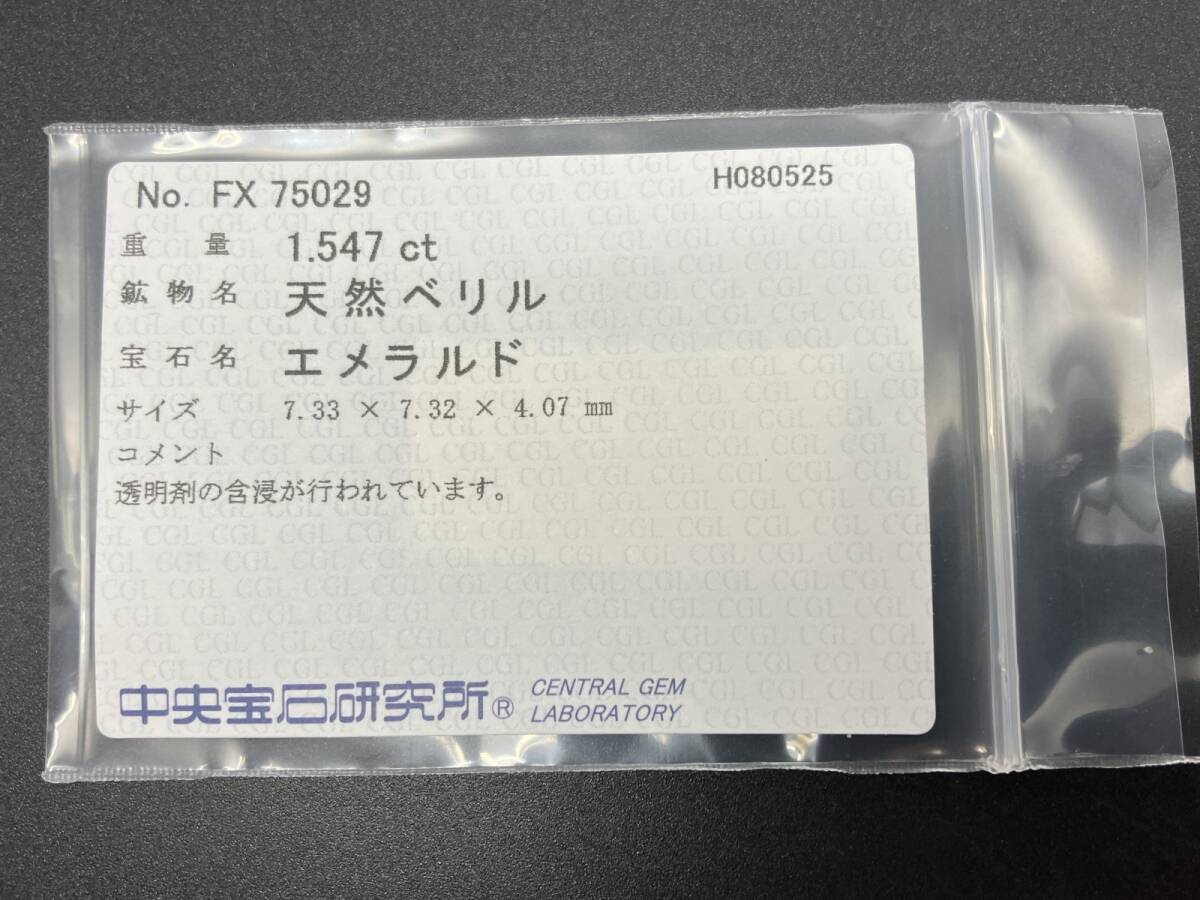 No. FX 75029 H080525
重量 1.547 ct
鉱物名 天然ベリル
宝石名 エメラルド
サイズ 7.33 × 7.32 × 4.07 mm
コメント
透明剤の含浸が行われています。
中央宝石研究所® CENTRAL GEM
LABORATORY